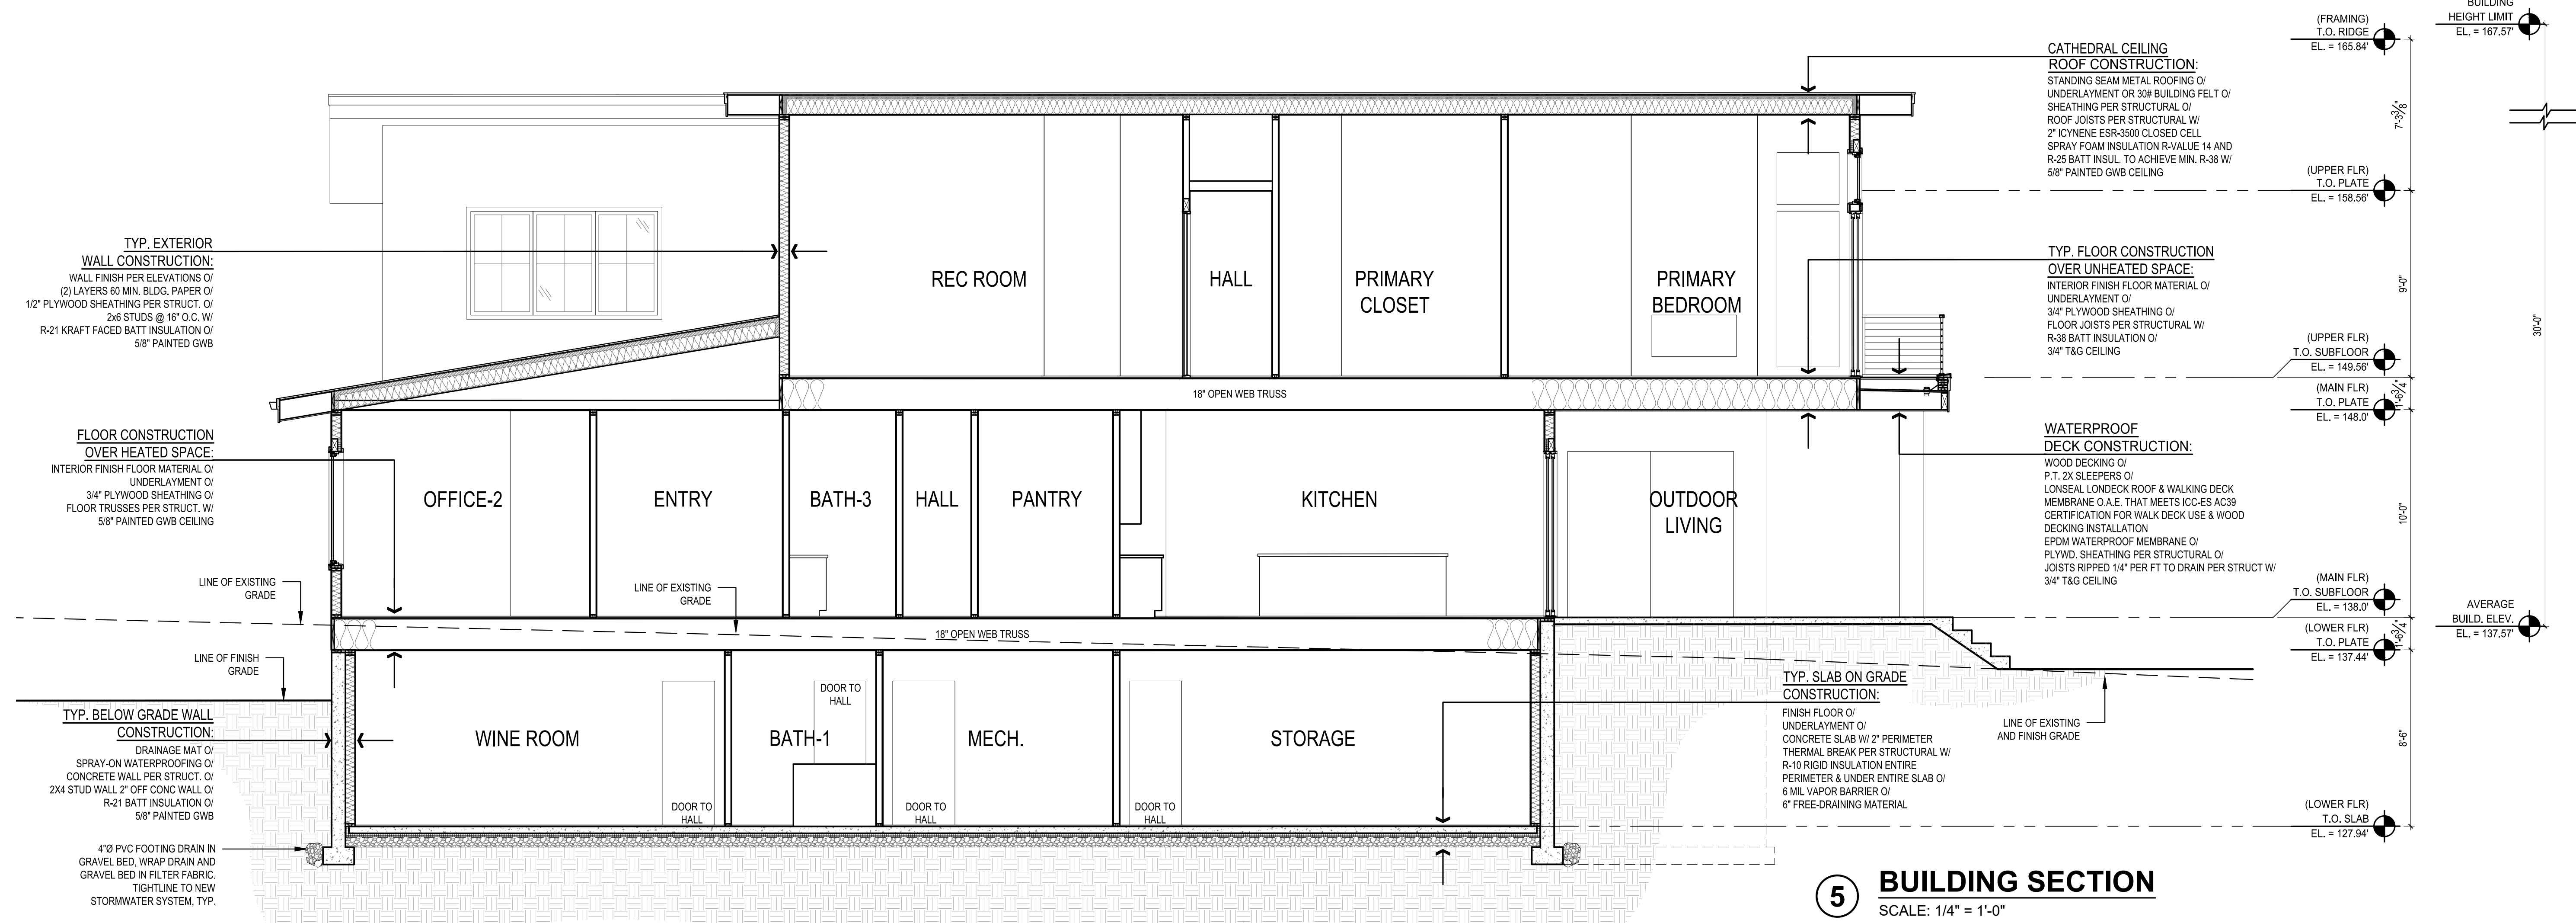 BUILDING
HEIGHT LIMIT
EL. = 167.57'
(FRAMING)
T.O. RIDGE
EL. = 165.84'
7'-3 3/8"
(UPPER FLR)
T.O. PLATE
EL. = 158.56'
9'-0"
(UPPER FLR)
T.O. SUBFLOOR
EL. = 149.56'
1'-6 3/4"
(MAIN FLR)
T.O. PLATE
EL. = 148.0'
10'-0"
(MAIN FLR)
T.O. SUBFLOOR
EL. = 138.0'
1'-6 3/4"
(LOWER FLR)
T.O. PLATE
EL. = 137.44'
8'-6"
(LOWER FLR)
T.O. SLAB
EL. = 127.94'
30'-0"
AVERAGE
BUILD. ELEV.
EL. = 137.57'
CATHEDRAL CEILING
ROOF CONSTRUCTION:
STANDING SEAM METAL ROOFING O/
UNDERLAYMENT OR 30# BUILDING FELT O/
SHEATHING PER STRUCTURAL O/
ROOF JOISTS PER STRUCTURAL W/
2" ICYNENE ESR-3500 CLOSED CELL
SPRAY FOAM INSULATION R-VALUE 14 AND
R-25 BATT INSUL. TO ACHIEVE MIN. R-38 W/
5/8" PAINTED GWB CEILING
TYP. FLOOR CONSTRUCTION
OVER UNHEATED SPACE:
INTERIOR FINISH FLOOR MATERIAL O/
UNDERLAYMENT O/
3/4" PLYWOOD SHEATHING O/
FLOOR JOISTS PER STRUCTURAL W/
R-38 BATT INSULATION O/
3/4" T&G CEILING
WATERPROOF
DECK CONSTRUCTION:
WOOD DECKING O/
P.T. 2X SLEEPERS O/
LONSEAL LONDECK ROOF & WALKING DECK
MEMBRANE O.A.E. THAT MEETS ICC-ES AC39
CERTIFICATION FOR WALK DECK USE & WOOD
DECKING INSTALLATION
EPDM WATERPROOF MEMBRANE O/
PLYWD. SHEATHING PER STRUCTURAL O/
JOISTS RIPPED 1/4" PER FT TO DRAIN PER STRUCT W/
3/4" T&G CEILING
TYP. EXTERIOR
WALL CONSTRUCTION:
WALL FINISH PER ELEVATIONS O/
(2) LAYERS 60 MIN. BLDG. PAPER O/
1/2" PLYWOOD SHEATHING PER STRUCT. O/
2x6 STUDS @ 16" O.C. W/
R-21 KRAFT FACED BATT INSULATION O/
5/8" PAINTED GWB
REC ROOM
HALL
PRIMARY
CLOSET
PRIMARY
BEDROOM
18" OPEN WEB TRUSS
FLOOR CONSTRUCTION
OVER HEATED SPACE:
INTERIOR FINISH FLOOR MATERIAL O/
UNDERLAYMENT O/
3/4" PLYWOOD SHEATHING O/
FLOOR TRUSSES PER STRUCT. W/
5/8" PAINTED GWB CEILING
OFFICE-2
ENTRY
BATH-3
HALL
PANTRY
KITCHEN
OUTDOOR
LIVING
LINE OF EXISTING
GRADE
LINE OF EXISTING
GRADE
18" OPEN WEB TRUSS
LINE OF FINISH
GRADE
TYP. BELOW GRADE WALL
CONSTRUCTION:
DRAINAGE MAT O/
SPRAY-ON WATERPROOFING O/
CONCRETE WALL PER STRUCT. O/
2X4 STUD WALL 2" OFF CONC WALL O/
R-21 BATT INSULATION O/
5/8" PAINTED GWB
4"Ø PVC FOOTING DRAIN IN
GRAVEL BED, WRAP DRAIN AND
GRAVEL BED IN FILTER FABRIC.
TIGHTLINE TO NEW
STORMWATER SYSTEM, TYP.
WINE ROOM
DOOR TO
HALL
BATH-1
DOOR TO
HALL
MECH.
DOOR TO
HALL
STORAGE
DOOR TO
HALL
TYP. SLAB ON GRADE
CONSTRUCTION:
FINISH FLOOR O/
UNDERLAYMENT O/
CONCRETE SLAB W/ 2" PERIMETER
THERMAL BREAK PER STRUCTURAL W/
R-10 RIGID INSULATION ENTIRE
PERIMETER & UNDER ENTIRE SLAB O/
6 MIL VAPOR BARRIER O/
6" FREE-DRAINING MATERIAL
LINE OF EXISTING
AND FINISH GRADE
5
BUILDING SECTION
SCALE: 1/4" = 1'-0"